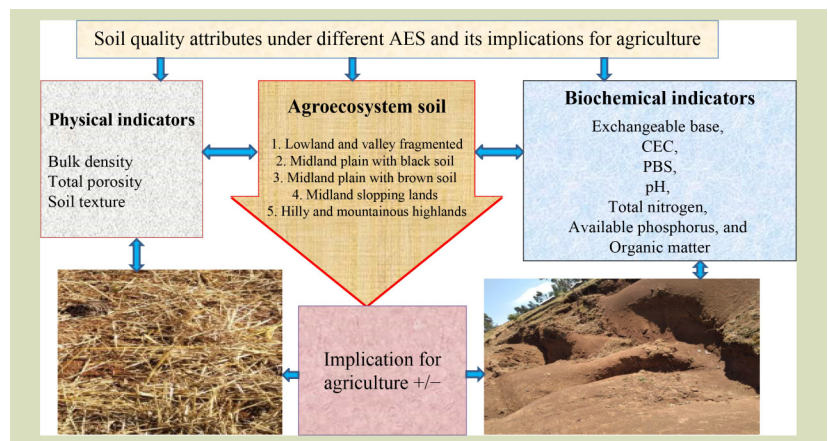 Soil quality attributes under different AES and its implications for agriculture
Physical indicators
Bulk density
Total porosity
Soil texture
Agroecosystem soil
1. Lowland and valley fragmented
2. Midland plain with black soil
3. Midland plain with brown soil
4. Midland slopping lands
5. Hilly and mountainous highlands
Biochemical indicators
Exchangeable base,
CEC,
PBS,
pH,
Total nitrogen,
Available phosphorus, and
Organic matter
Implication for
agriculture +/−